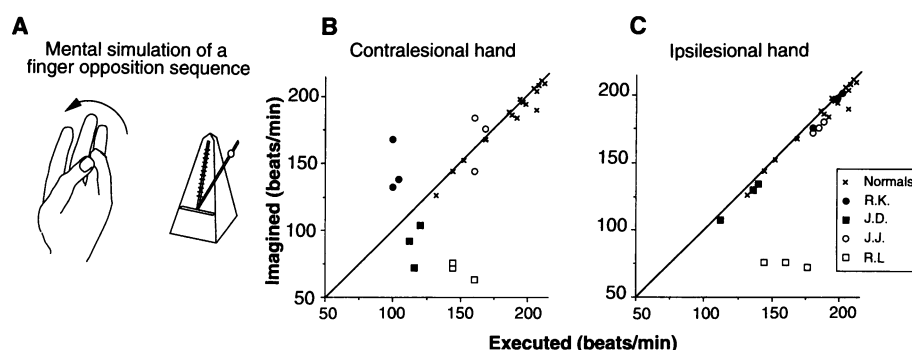 A
Mental simulation of a
finger opposition sequence
B
Contralesional hand
Imagined (beats/min)
200
150
100
50
50
100
150
200
C
Ipsilesional hand
200
150
100
50
50
100
150
200
Executed (beats/min)
Normals
R.K.
J.D.
J.J.
R.L